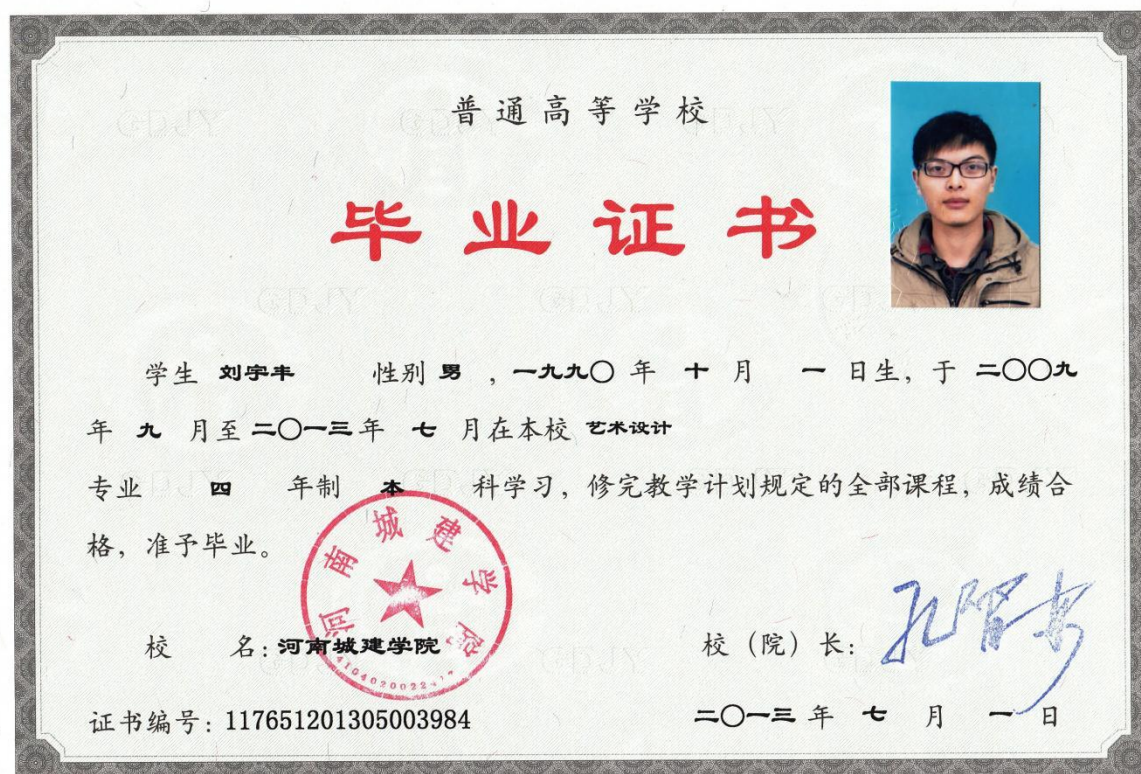 普通高等学校
毕业证书
学生 刘宇丰 性别 男 ，一九九〇 年 十 月 一 日生，于 二〇〇九
年 九 月至 二〇一三 年 七 月在本校 艺术设计
专业 四 年制 本 科学习，修完教学计划规定的全部课程，成绩合
格，准予毕业。
河南城建学院
校 名：河南城建学院 校（院）长：
证书编号：117651201305003984 二〇一三 年 七 月 一 日